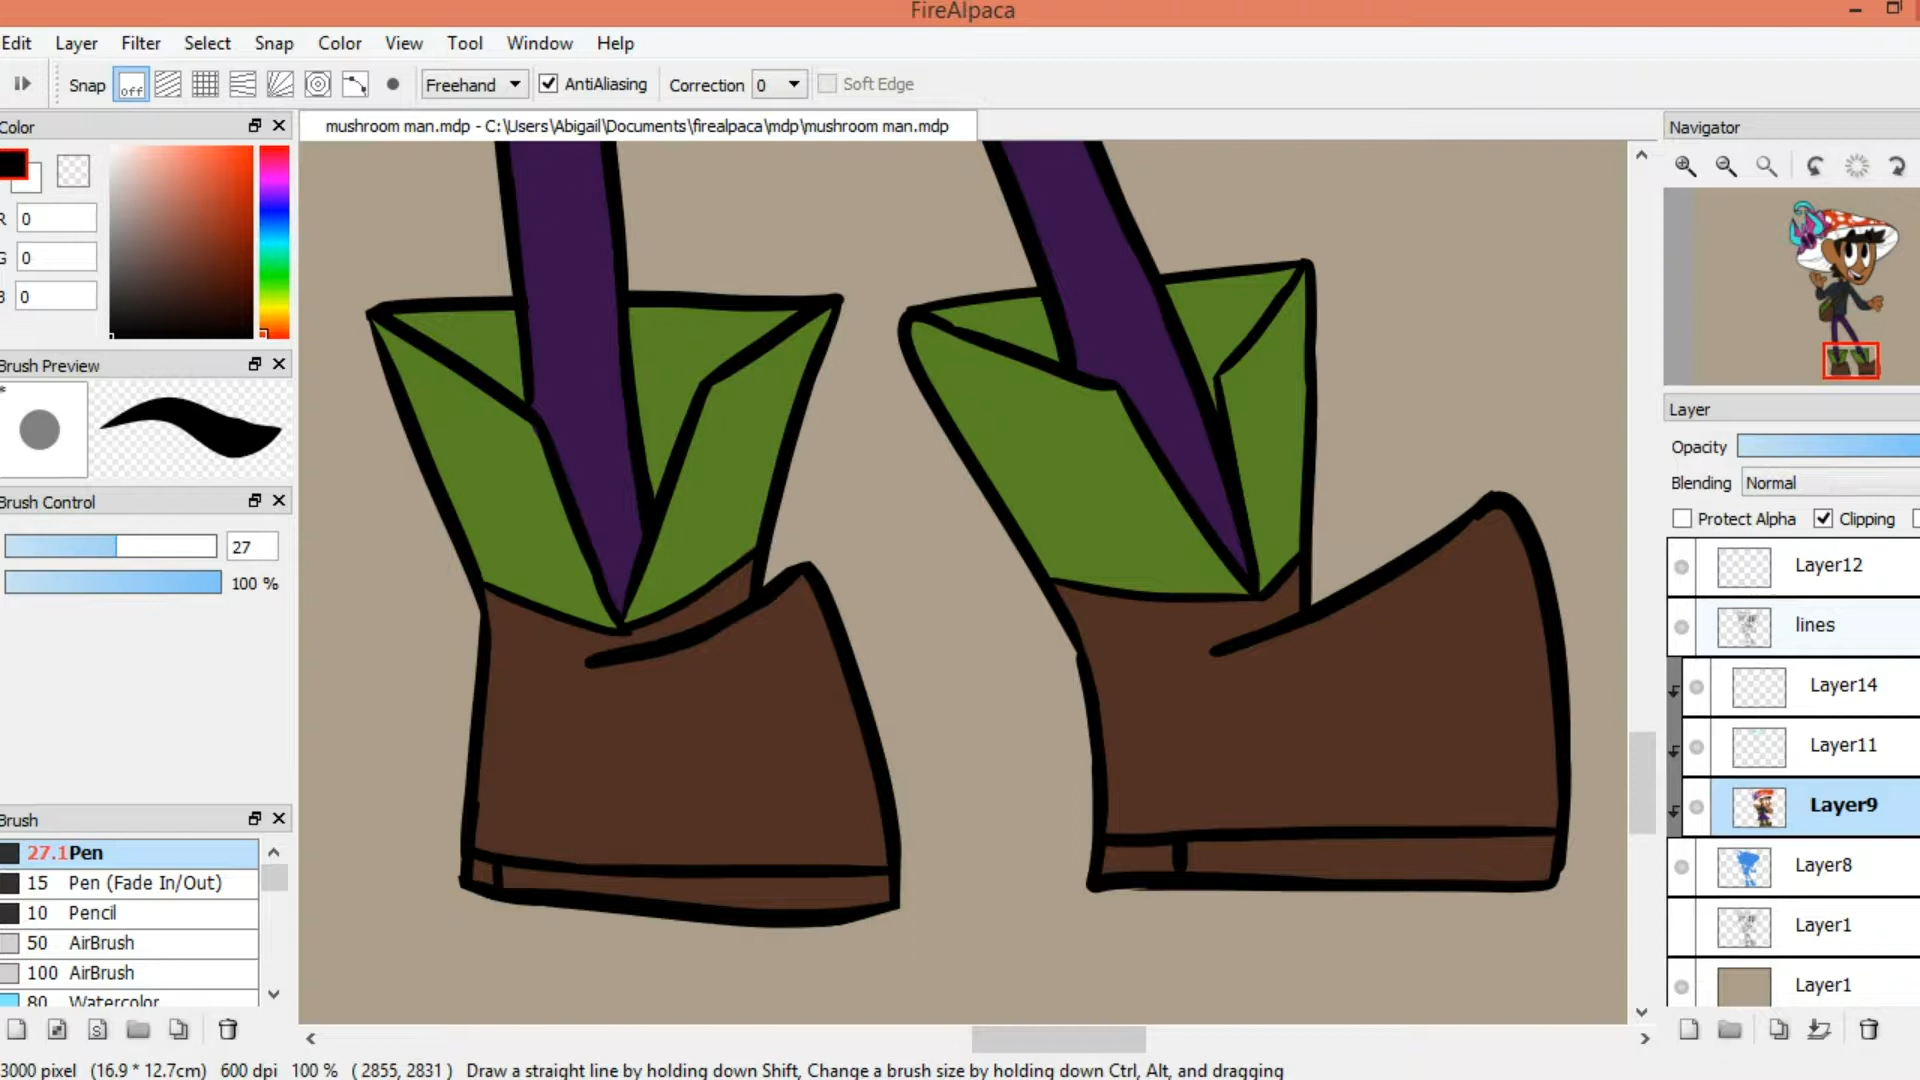 FireAlpaca
Edit Layer Filter Select Snap Color View Tool Window Help
Snap off Freehand AntiAliasing Correction 0 Soft Edge
Color
mushroom man.mdp - C:\Users\Abigail\Documents\firealpaca\mdp\mushroom man.mdp
Navigator
R 0
G 0
B 0
Brush Preview
*
Brush Control
27
100 %
Layer
Opacity
Blending Normal
Protect Alpha Clipping
Layer12
lines
Layer14
Layer11
Layer9
Layer8
Layer1
Layer1
Brush
27.1 Pen
15 Pen (Fade In/Out)
10 Pencil
50 AirBrush
100 AirBrush
80 Watercolor
S
3000 pixel (16.9 * 12.7cm) 600 dpi 100 % ( 2855, 2831 ) Draw a straight line by holding down Shift, Change a brush size by holding down Ctrl, Alt, and dragging